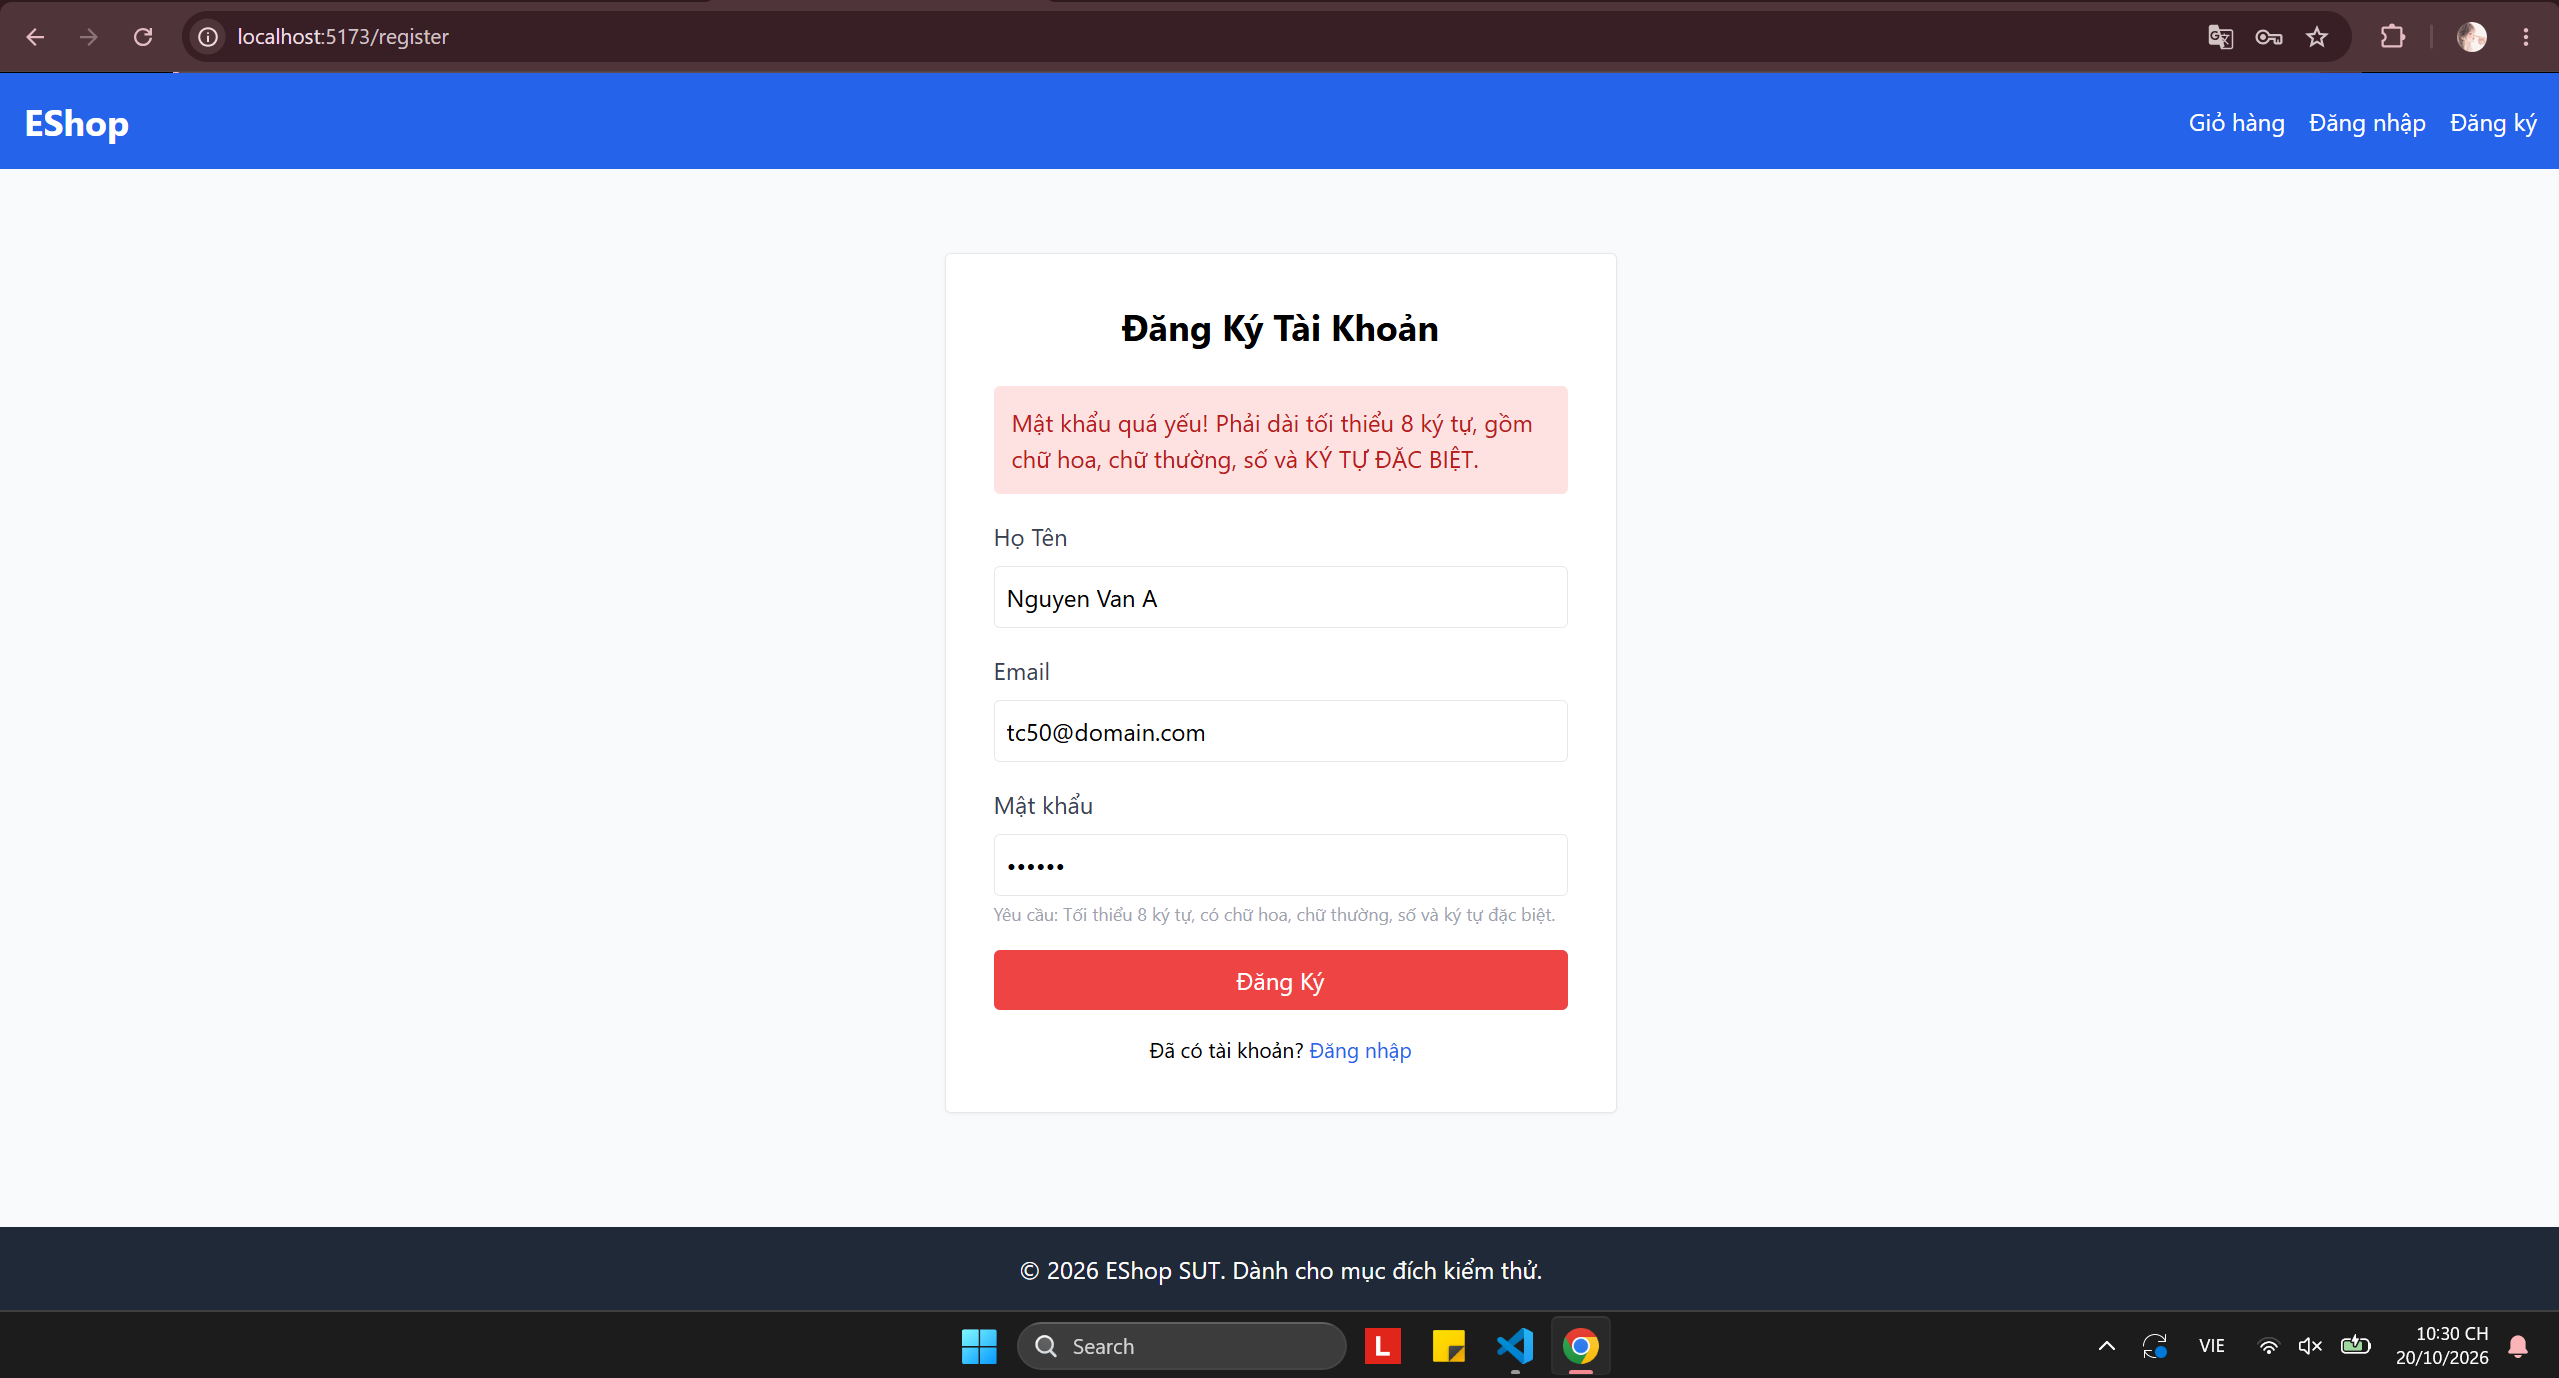 localhost:5173/register
EShop
Giỏ hàng Đăng nhập Đăng ký
Đăng Ký Tài Khoản
Mật khẩu quá yếu! Phải dài tối thiểu 8 ký tự, gồm
chữ hoa, chữ thường, số và KÝ TỰ ĐẶC BIỆT.
Họ Tên
Nguyen Van A
Email
tc50@domain.com
Mật khẩu
••••••
Yêu cầu: Tối thiểu 8 ký tự, có chữ hoa, chữ thường, số và ký tự đặc biệt.
Đăng Ký
Đã có tài khoản? Đăng nhập
© 2026 EShop SUT. Dành cho mục đích kiểm thử.
Search
L
VIE
10:30 CH
20/10/2026